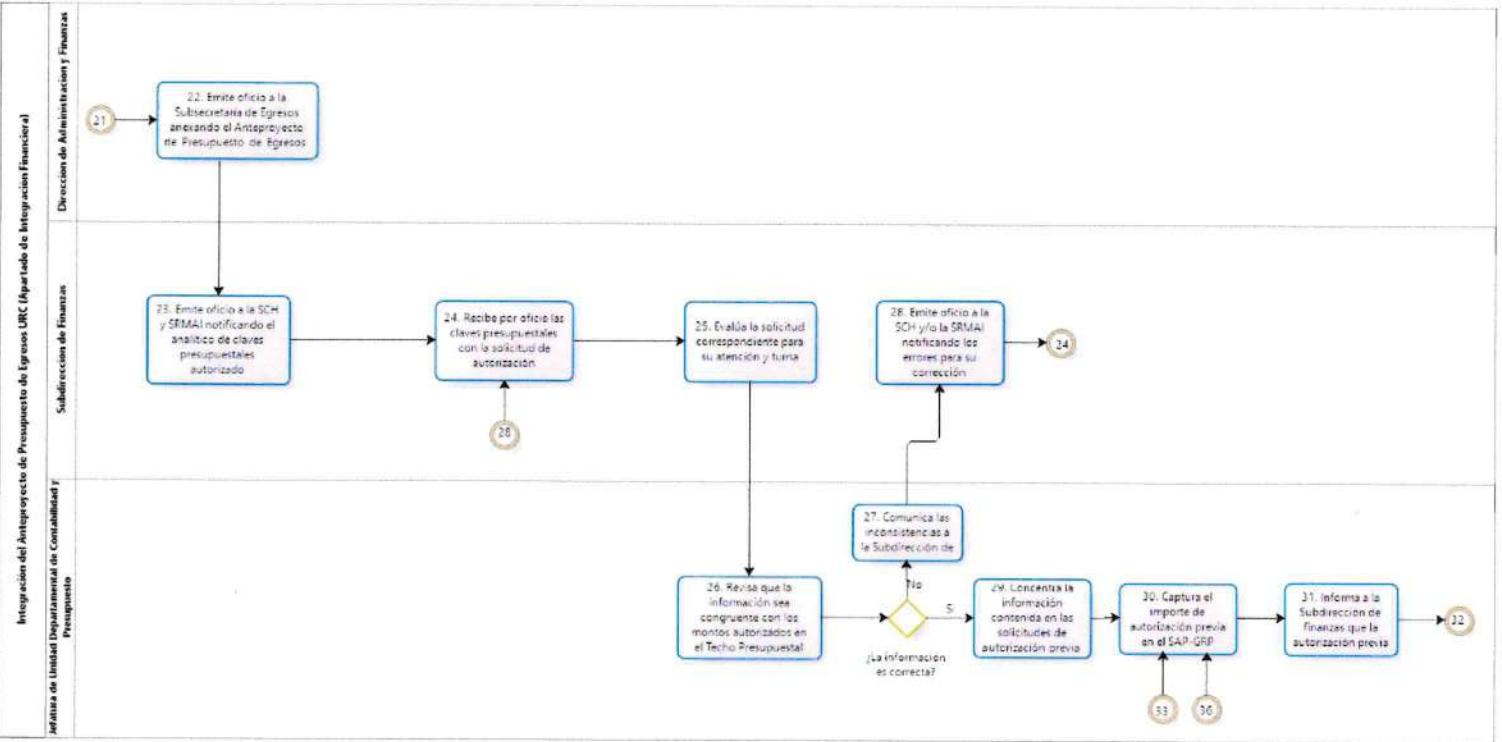 Integración del Anteproyecto de Presupuesto de Egresos URC (Apartado de Integración Financiera)
Direccion de Administracion y Finanzas
21
22. Emite oficio a la
Subsecretaría de Egresos
anexando el Anteproyecto
de Presupuesto de Egresos
Subdireccion de Finanzas
23. Emite oficio a la SCH
y SRMAI notificando el
analítico de claves
presupuestales
autorizado
24. Recibe por oficio las
claves presupuestales
con la solicitud de
autorización
28
25. Evalúa la solicitud
correspondiente para
su atención y turna
28. Emite oficio a la
SCH y/o la SRMAI
notificando los
errores para su
corrección
24
Jefatura de Unidad Departamental de Contabilidad y
Presupuesto
26. Revisa que la
información sea
congruente con los
montos autorizados en
el Techo Presupuestal
27. Comunica las
inconsistencias a
la Subdirección de
No
Si
¿La información
es correcta?
29. Concentra la
información
contenida en las
solicitudes de
autorización previa
30. Captura el
importe de
autorización previa
en el SAP-GRP
33
36
31. Informa a la
Subdirección de
finanzas que la
autorización previa
32